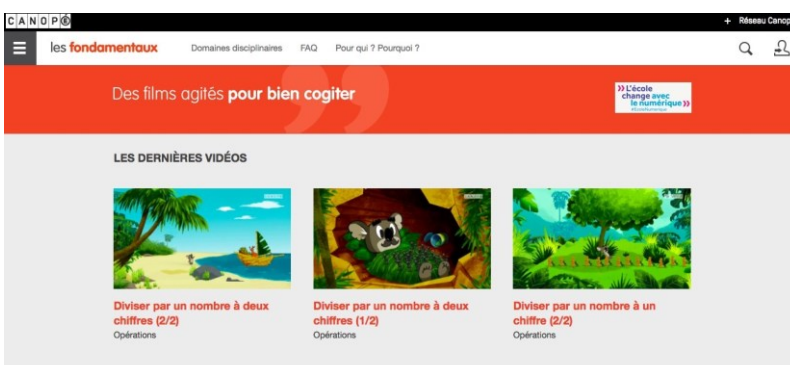 CANOPÉ
+ Réseau Canop
les fondamentaux Domaines disciplinaires FAQ Pour qui ? Pourquoi ?
Des films agités pour bien cogiter
L'école
change avec
le numérique
LES DERNIÈRES VIDÉOS
Diviser par un nombre à deux
chiffres (2/2)
Opérations
Diviser par un nombre à deux
chiffres (1/2)
Opérations
Diviser par un nombre à un
chiffre (2/2)
Opérations